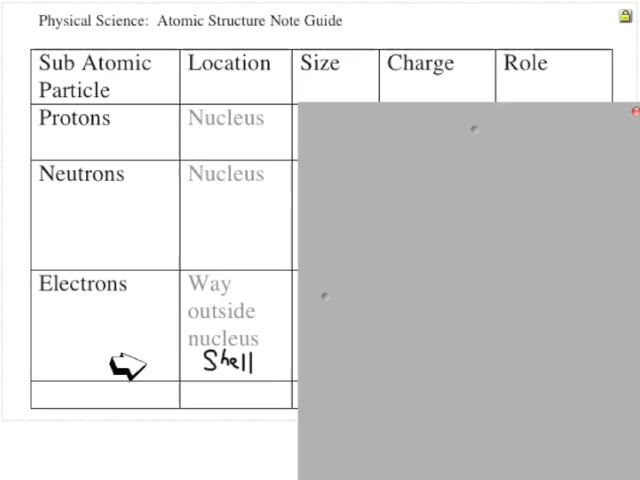 Physical Science: Atomic Structure Note Guide
Sub Atomic Particle Location Size Charge Role
Protons Nucleus
Neutrons Nucleus
Electrons Way
outside
nucleus
Shell